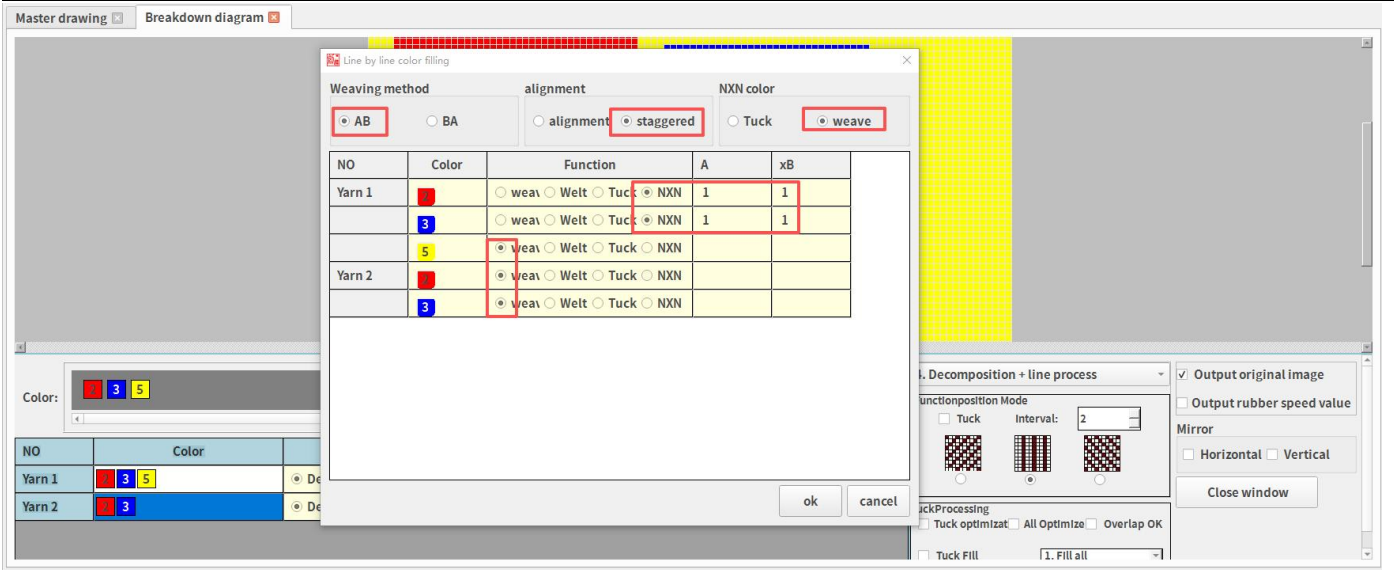 Master drawing Breakdown diagram
Line by line color filling
Weaving method alignment NXN color
AB BA alignment staggered Tuck weave
NO Color Function A xB
Yarn 1 2 weav Welt Tuck NXN 1 1
3 weav Welt Tuck NXN 1 1
5 weav Welt Tuck NXN
Yarn 2 2 weav Welt Tuck NXN
3 weav Welt Tuck NXN
ok cancel
Color: 2 3 5
NO Color
Yarn 1 2 3 5 De
Yarn 2 2 3 De
. Decomposition + line process
unctionposition Mode
Tuck Interval: 2
uckProcessing
Tuck optimizat All Optimize Overlap OK
Tuck Fill 1. Fill all
Output original image
Output rubber speed value
Mirror
Horizontal Vertical
Close window